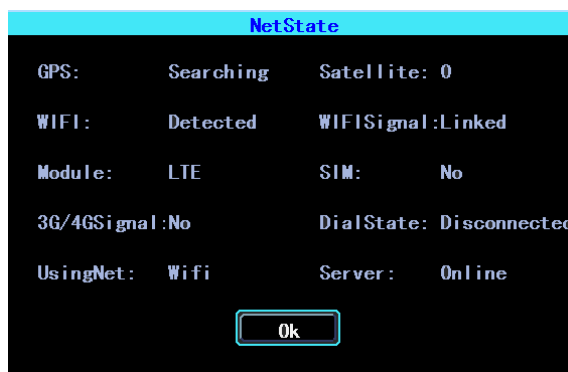 NetState
GPS: Searching Satellite: 0
WIFI: Detected WIFISignal:Linked
Module: LTE SIM: No
3G/4GSignal:No DialState: Disconnected
UsingNet: Wifi Server: Online
Ok